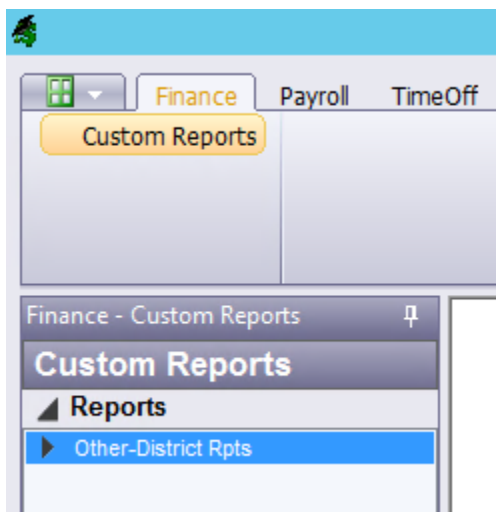 Finance Payroll TimeOff
Custom Reports
Finance - Custom Reports
Custom Reports
Reports
Other-District Rpts